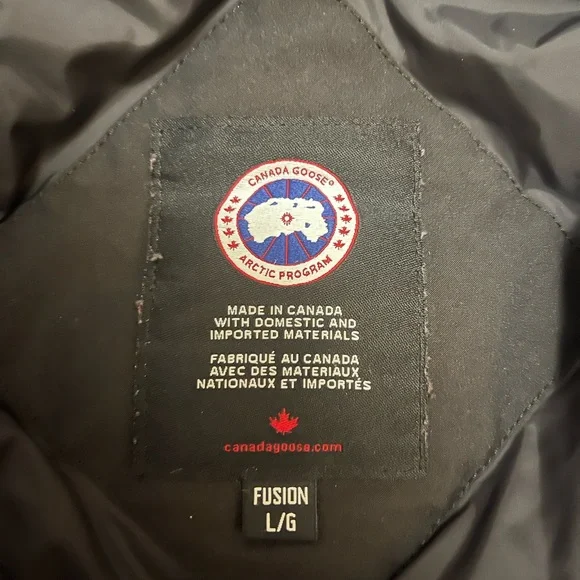 CANADA GOOSE®
ARCTIC PROGRAM
MADE IN CANADA
WITH DOMESTIC AND
IMPORTED MATERIALS
FABRIQUÉ AU CANADA
AVEC DES MATERIAUX
NATIONAUX ET IMPORTÉS
canadagoose.com
FUSION
L/G